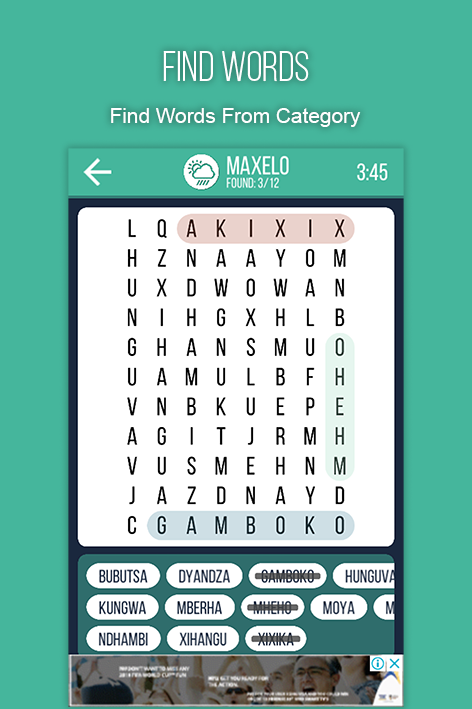 FIND WORDS
Find Words From Category
MAXELO
FOUND: 3/12
3:45
L Q A K I X I X
H Z N A A Y O M
U X D W O W A N
N I H G X H L B
G H A N S M U O
U A M U L B F H
V N B K U E P E
A G I T J R M H
V U S M E H N M
J A Z D N A Y D
C G A M B O K O
BUBUTSA DYANDZA GAMBOKO HUNGUVA
KUNGWA MBERHA MHEHO MOYA M
NDHAMBI XIHANGU XIXIKA